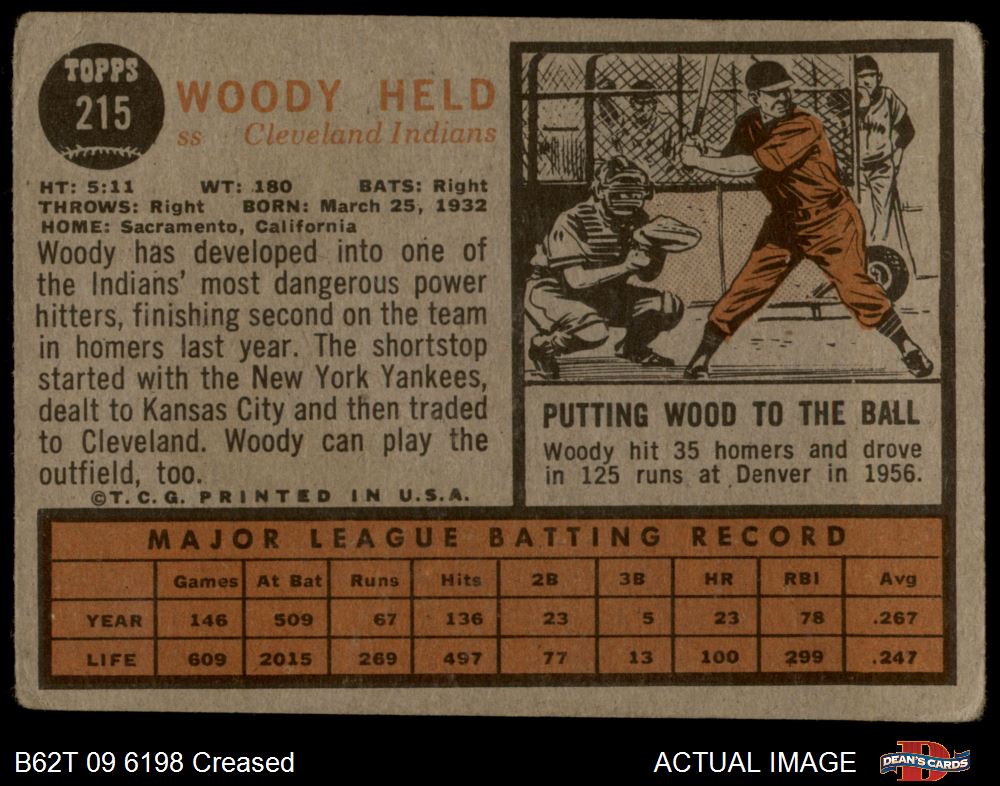 TOPPS
215
WOODY HELD
ss Cleveland Indians
HT: 5:11 WT: 180 BATS: Right
THROWS: Right BORN: March 25, 1932
HOME: Sacramento, California
Woody has developed into one of
the Indians' most dangerous power
hitters, finishing second on the team
in homers last year. The shortstop
started with the New York Yankees,
dealt to Kansas City and then traded
to Cleveland. Woody can play the
outfield, too.
©T.C.G. PRINTED IN U.S.A.
PUTTING WOOD TO THE BALL
Woody hit 35 homers and drove
in 125 runs at Denver in 1956.
MAJOR LEAGUE BATTING RECORD
Games At Bat Runs Hits 2B 3B HR RBI Avg
YEAR 146 509 67 136 23 5 23 78 .267
LIFE 609 2015 269 497 77 13 100 299 .247
B62T 09 6198 Creased
ACTUAL IMAGE
DEAN'S CARDS